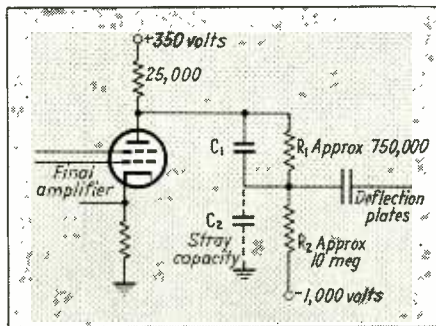 +350 volts
25,000
C₁
R₁ Approx 750,000
Final
amplifier
Deflection
plates
C₂
Stray
capacity
R₂ Approx
10 meg
-1,000 volts